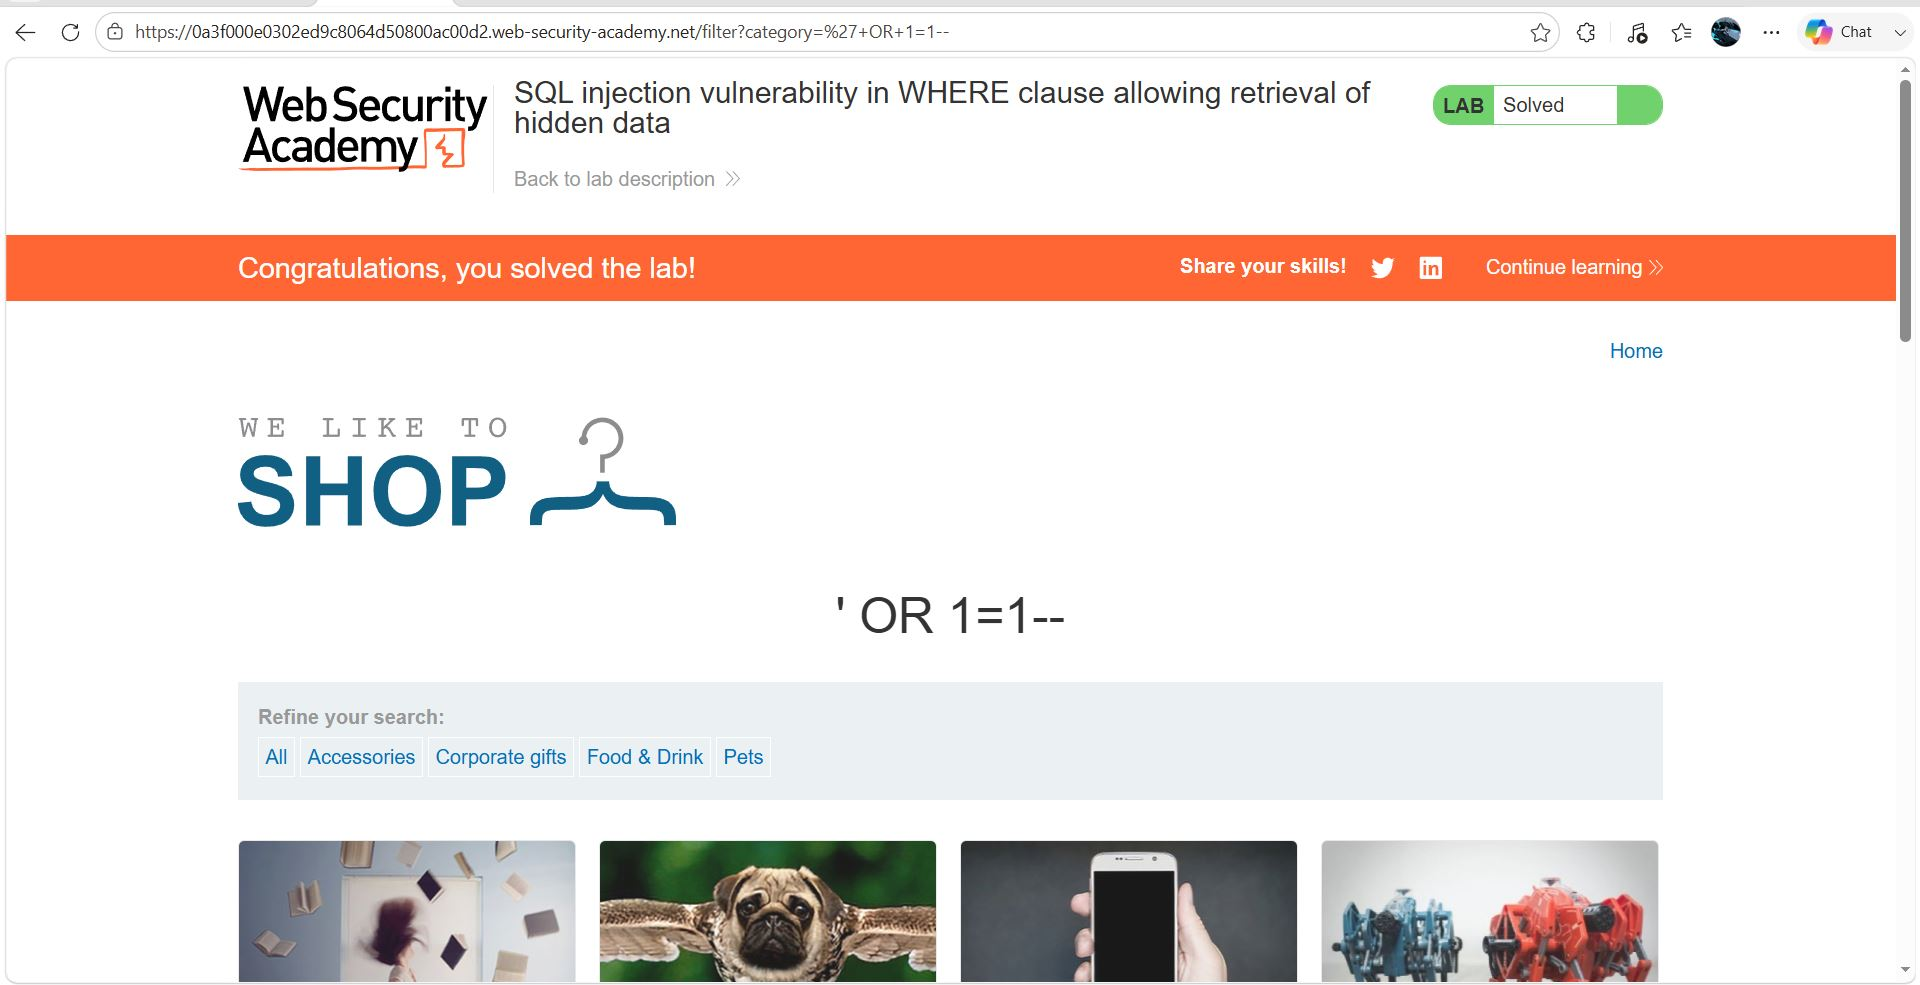 https://0a3f000e0302ed9c8064d50800ac00d2.web-security-academy.net/filter?category=%27+OR+1=1--
Chat
Web Security
Academy
SQL injection vulnerability in WHERE clause allowing retrieval of
hidden data
Back to lab description
LAB Solved
Congratulations, you solved the lab!
Share your skills!
Continue learning
Home
WE LIKE TO
SHOP
' OR 1=1--
Refine your search:
All Accessories Corporate gifts Food & Drink Pets